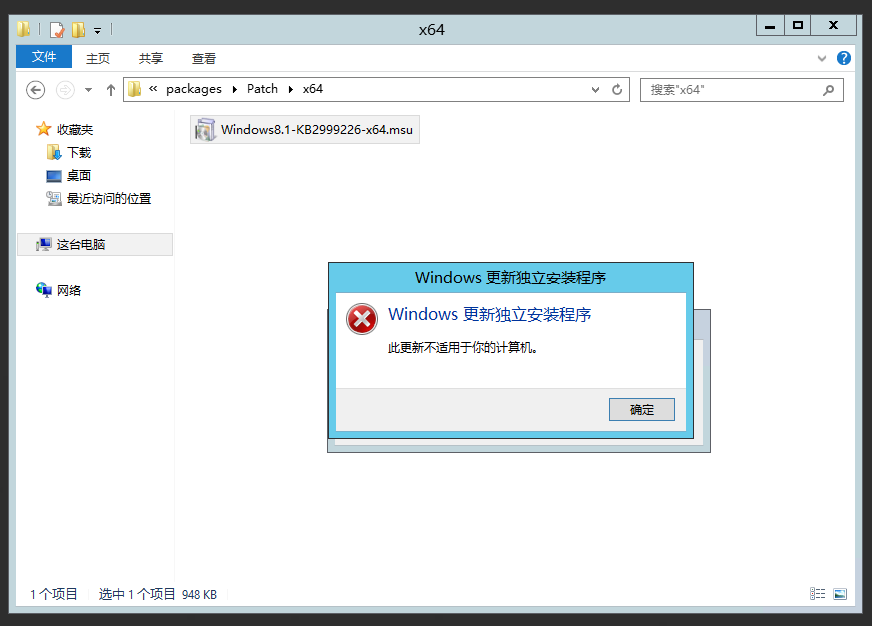 x64
文件
主页
共享
查看
« packages Patch x64
搜索"x64"
收藏夹
下载
桌面
最近访问的位置
这台电脑
网络
Windows8.1-KB2999226-x64.msu
Windows 更新独立安装程序
Windows 更新独立安装程序
此更新不适用于你的计算机。
确定
1 个项目
选中 1 个项目 948 KB